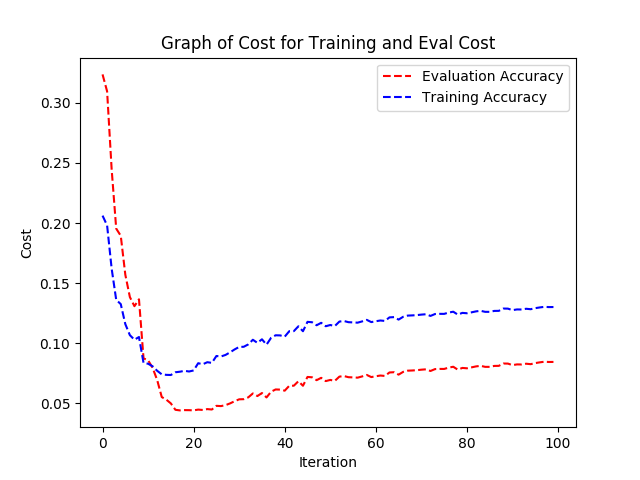 Graph of Cost for Training and Eval Cost
Evaluation Accuracy
Training Accuracy
0.30
0.25
0.20
0.15
0.10
0.05
Cost
0 20 40 60 80 100
Iteration